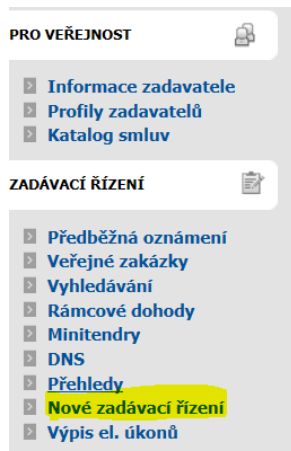 PRO VEŘEJNOST
Informace zadavatele
Profily zadavatelů
Katalog smluv
ZADÁVACÍ ŘÍZENÍ
Předběžná oznámení
Veřejné zakázky
Vyhledávání
Rámcové dohody
Minitendry
DNS
Přehledy
Nové zadávací řízení
Výpis el. úkonů